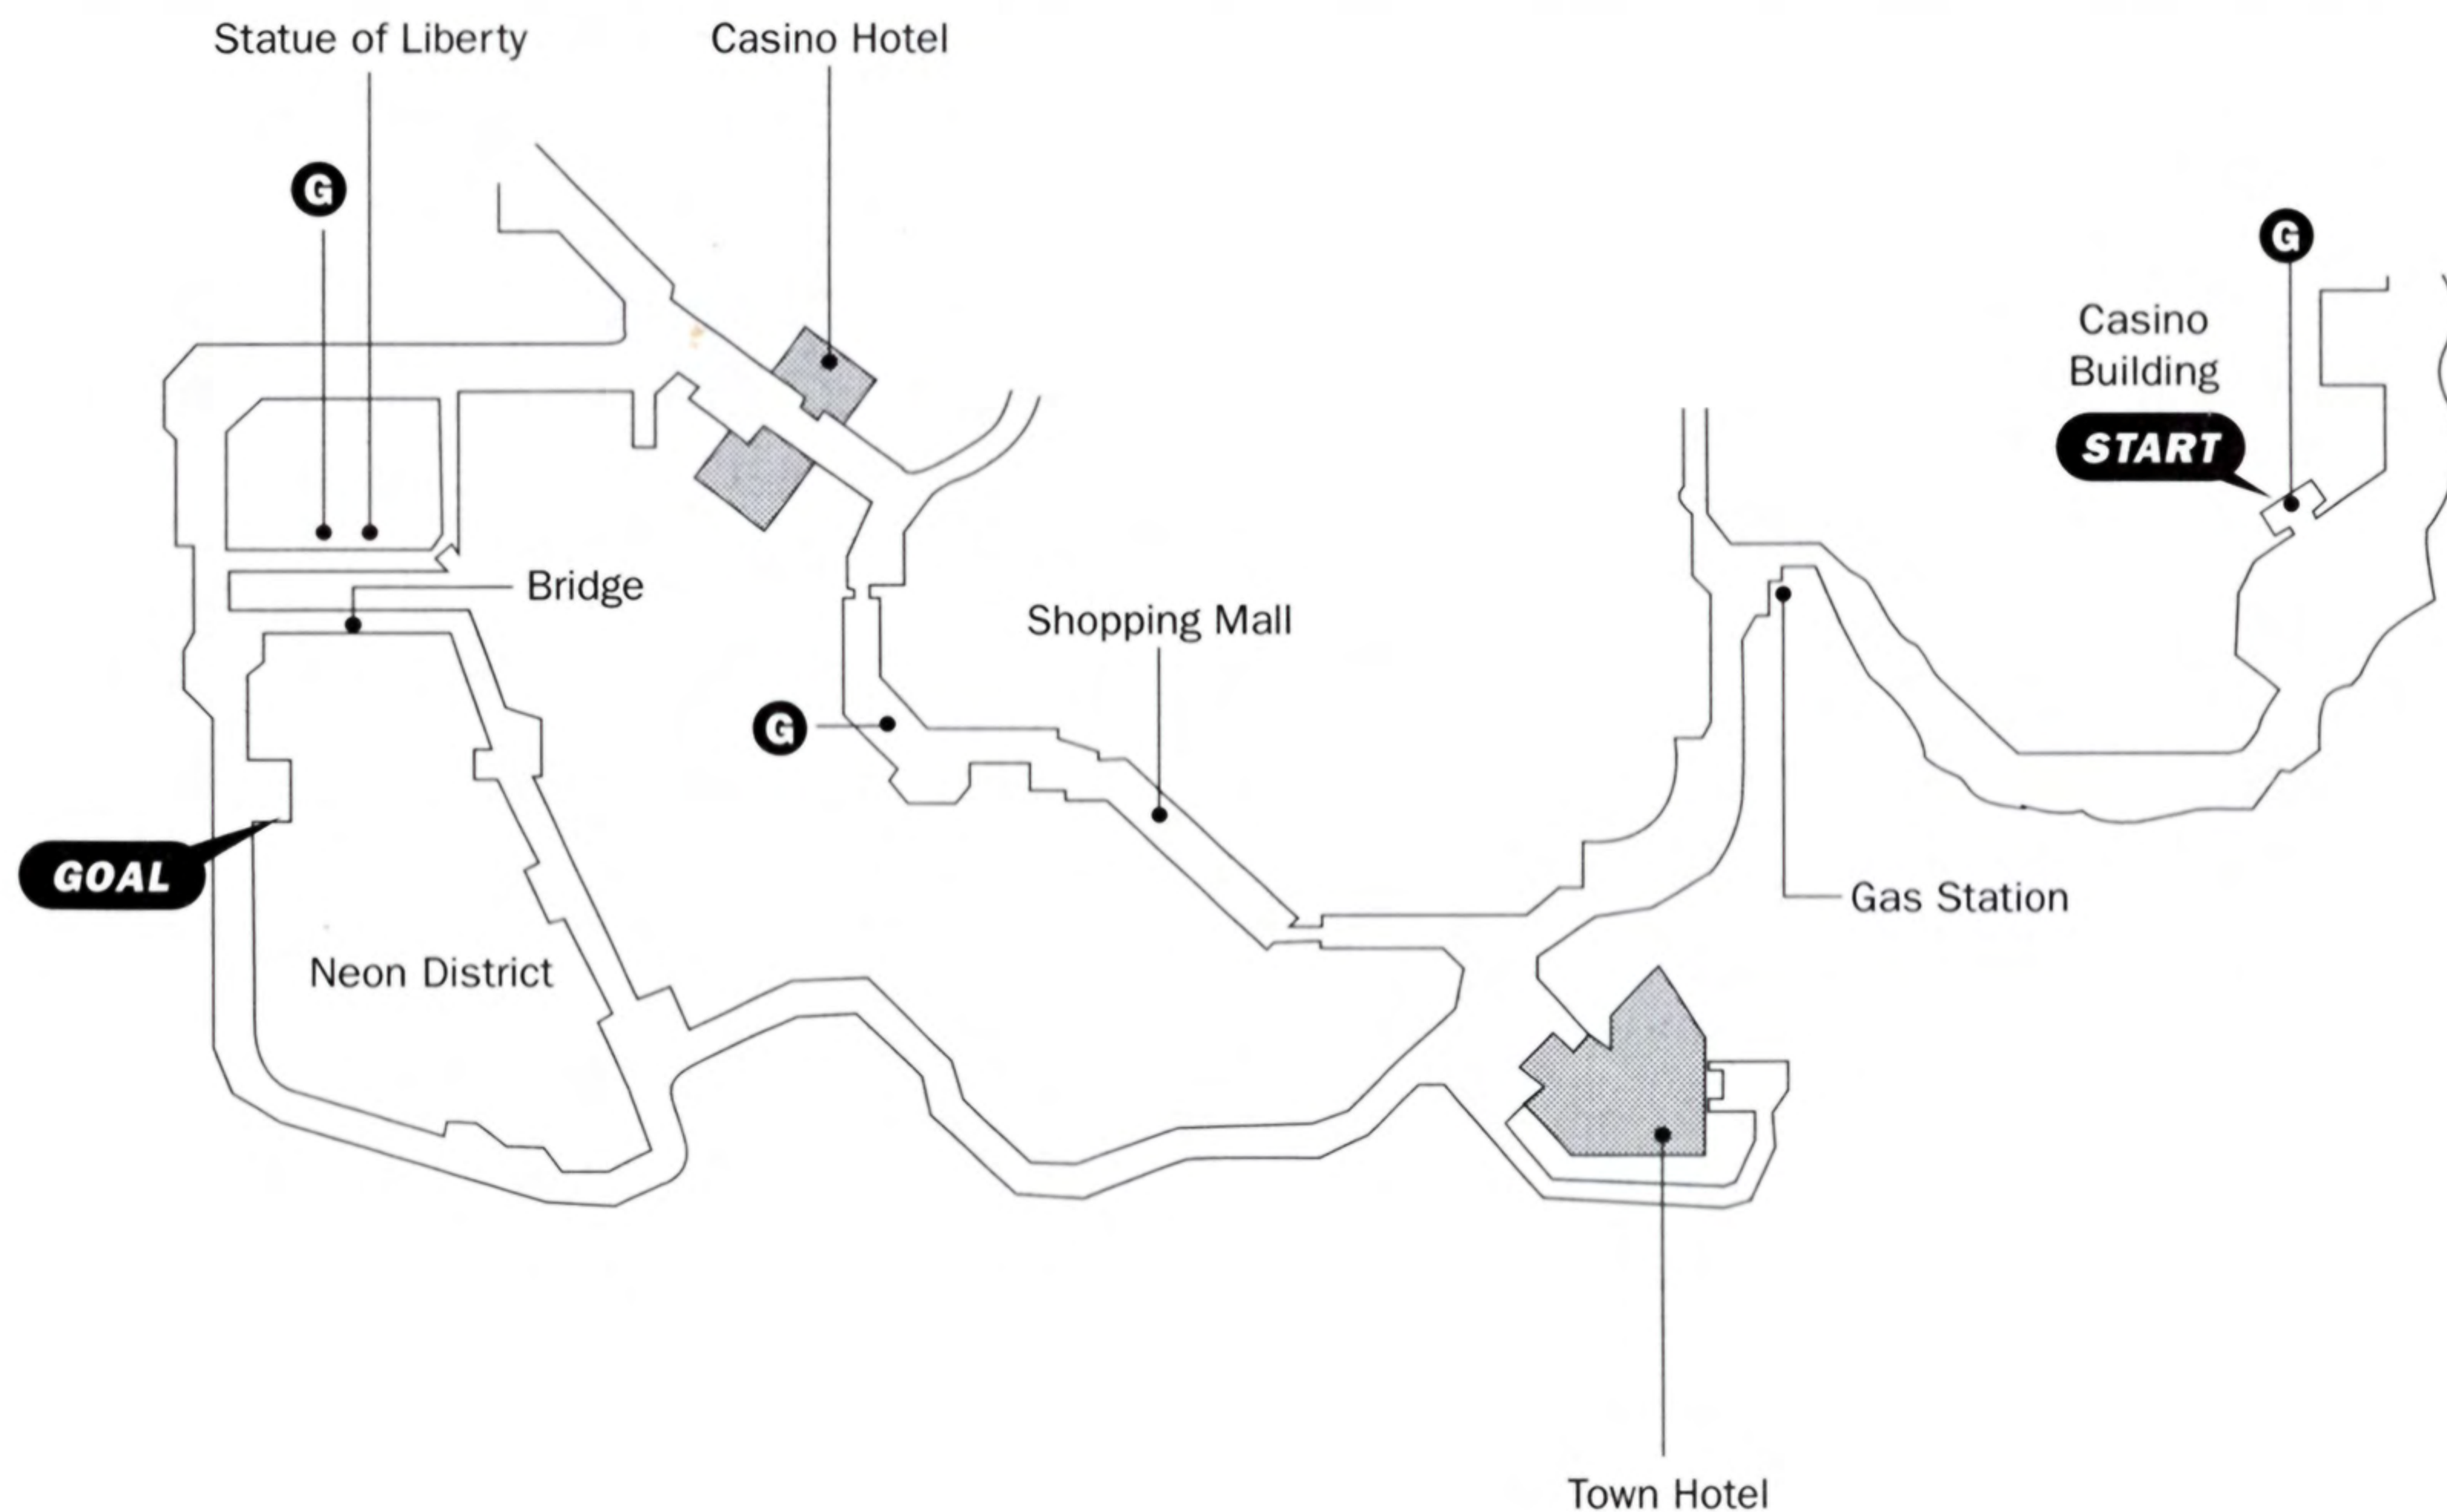 Statue of Liberty
Casino Hotel
G
G
Casino
Building
START
Bridge
Shopping Mall
G
GOAL
Gas Station
Neon District
Town Hotel